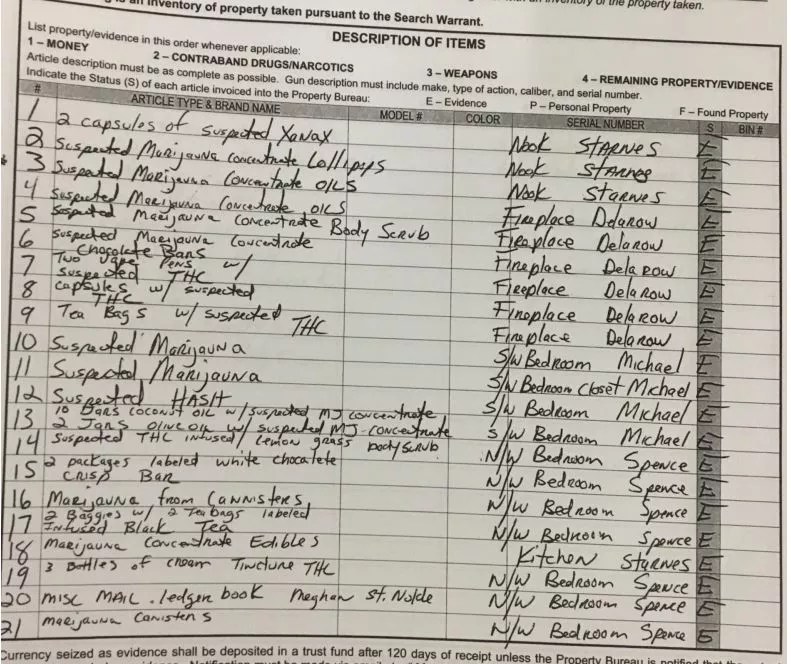 is an Inventory of property taken pursuant to the Search Warrant.
an inventory of the property taken.
DESCRIPTION OF ITEMS
List property/evidence in this order whenever applicable:
1 – MONEY 2 – CONTRABAND DRUGS/NARCOTICS 3 – WEAPONS 4 – REMAINING PROPERTY/EVIDENCE
Article description must be as complete as possible. Gun description must include make, type of action, caliber, and serial number.
Indicate the Status (S) of each article invoiced into the Property Bureau: E – Evidence P – Personal Property F – Found Property
# ARTICLE TYPE & BRAND NAME MODEL # COLOR SERIAL NUMBER S BIN #
1 2 capsules of suspected Xanax Nook STARNES E
2 Suspected Marijauna Concentrate Lollipops Nook STARNES E
3 Suspected Marijauna Concentrate OILS Nook STARNES E
4 Suspected Marijauna Concentrate OILS Fireplace Delarow E
5 Suspected Marijauna Concentrate Body Scrub Fireplace Delarow E
6 Suspected Marijauna Concentrate Chocolate Bars Fireplace Delarow E
7 Two Vape Pens w/ suspected THC Fireplace Delarow E
8 capsules w/ suspected THC Fireplace Delarow E
9 Tea Bags w/ suspected THC Fireplace Delarow E
10 Suspected Marijauna S/W Bedroom Michael E
11 Suspected Marijauna S/W Bedroom Closet Michael E
12 Suspected HASH S/W Bedroom Michael E
13 10 Jars coconut oil w/ suspected MJ concentrate
2 Jars olive oil w/ suspected MJ concentrate S/W Bedroom Michael E
14 Suspected THC infused/ lemon grass body scrub N/W Bedroom Spence E
15 2 packages labeled white chocalete
CRISP BAR N/W Bedroom Spence E
16 Marijauna from Cannisters N/W Bedroom Spence E
17 2 Baggies w/ 2 Teabags labeled
Infused Black Tea N/W Bedroom Spence E
18 Marijauna Concentrate Edibles Kitchen Starnes E
19 3 Bottles of cream Tincture THC N/W Bedroom Spence E
20 misc MAIL . ledger book Meghan St. N/W Bedroom Spence E
21 marijauna canisters N/W Bedroom Spence E
Currency seized as evidence shall be deposited in a trust fund after 120 days of receipt unless the Property Bureau is notified that the